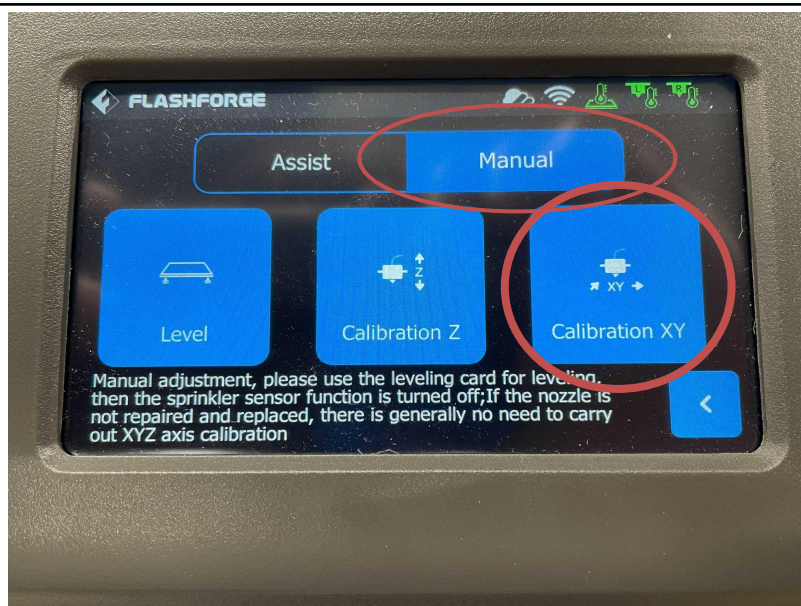 FLASHFORGE
L R
Assist Manual
Z
XY
Level Calibration Z Calibration XY
Manual adjustment, please use the leveling card for leveling,
then the sprinkler sensor function is turned off;If the nozzle is
not repaired and replaced, there is generally no need to carry
out XYZ axis calibration